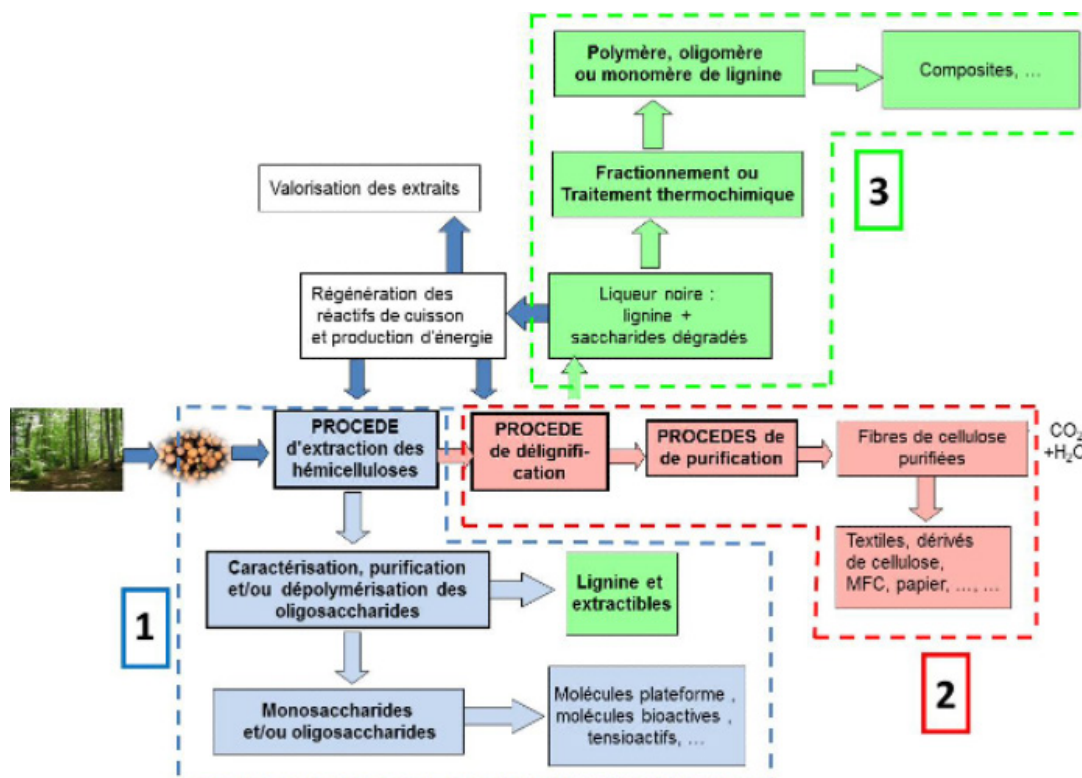 Polymère, oligomère
ou monomère de lignine
Composites, ...
Fractionnement ou
Traitement thermochimique
3
Valorisation des extraits
Régénération des
réactifs de cuisson
et production d'énergie
Liqueur noire :
lignine +
saccharides dégradés
PROCEDE
d'extraction des
hémicelluloses
PROCEDE
de délignifi-
cation
PROCEDES de
de purification
Fibres de cellulose
purifiées
CO2
+H2O
Caractérisation, purification
et/ou dépolymérisation des
oligosaccharides
Lignine et
extractibles
Textiles, dérivés
de cellulose,
MFC, papier, ..., ...
1
2
Monosaccharides
et/ou oligosaccharides
Molécules plateforme ,
molécules bioactives ,
tensioactifs, ...